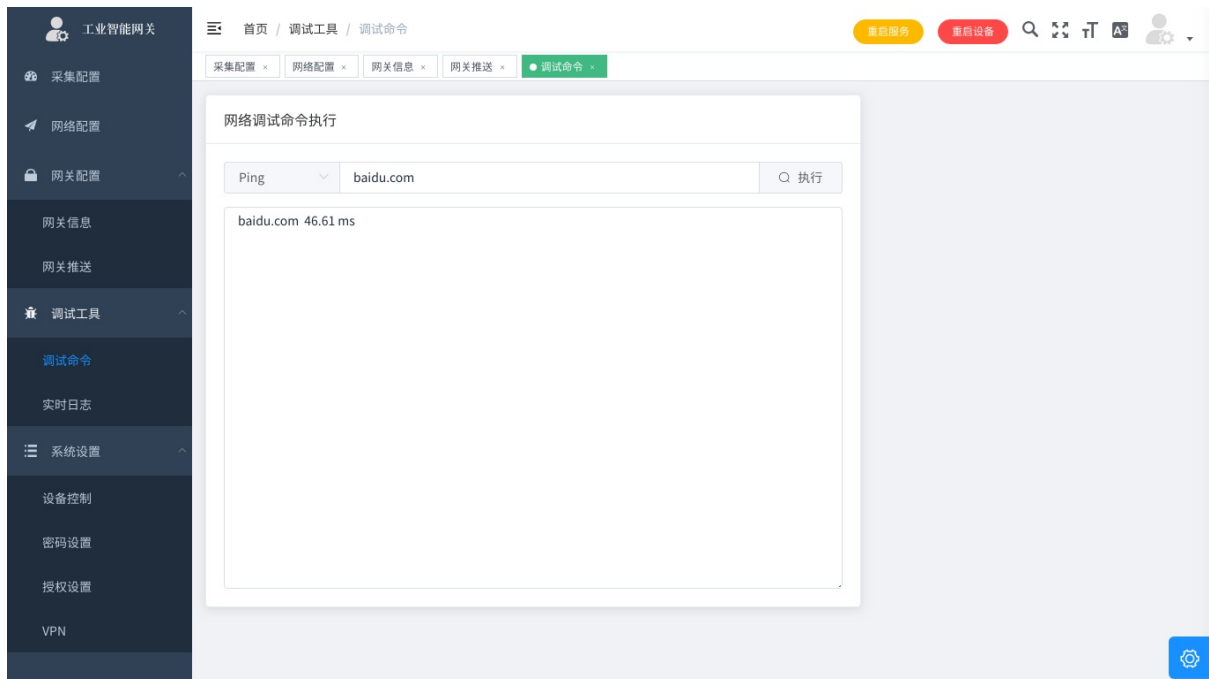 工业智能网关
首页 / 调试工具 / 调试命令
重启服务
重启设备
采集配置 ×
网络配置 ×
网关信息 ×
网关推送 ×
● 调试命令 ×
采集配置
网络配置
网关配置
网关信息
网关推送
调试工具
调试命令
实时日志
系统设置
设备控制
密码设置
授权设置
VPN
网络调试命令执行
Ping
baidu.com
执行
baidu.com 46.61 ms